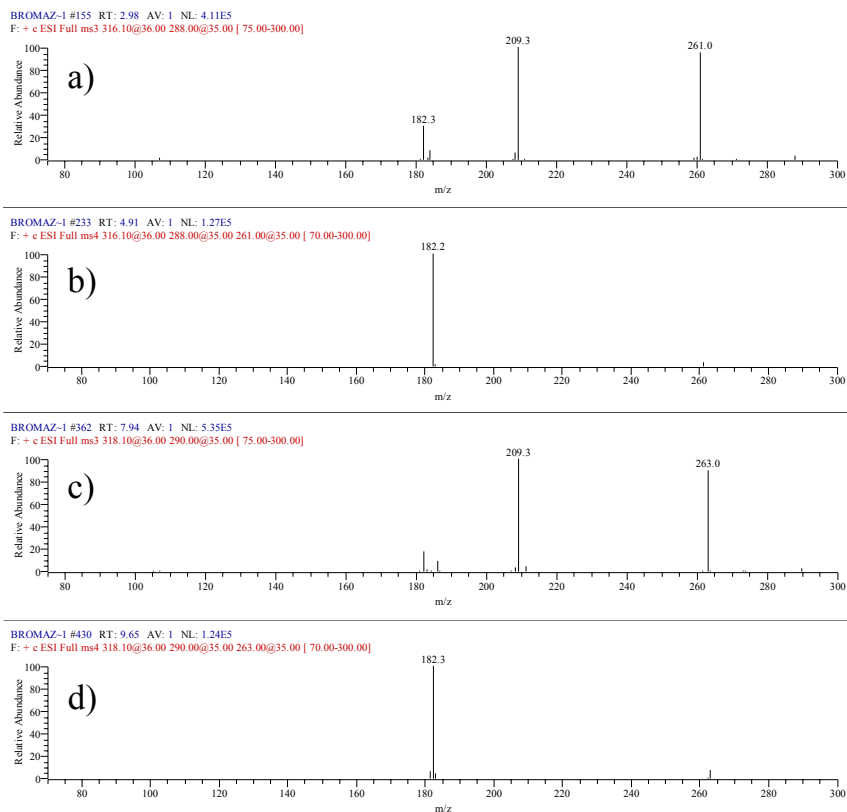 BROMAZ~1 #155 RT: 2.98 AV: 1 NL: 4.11E5
F: + c ESI Full ms3 316.10@36.00 288.00@35.00 [ 75.00-300.00]
a)
Relative Abundance
100
80
60
40
20
0
182.3
209.3
261.0
80 100 120 140 160 180 200 220 240 260 280 300
m/z
BROMAZ~1 #233 RT: 4.91 AV: 1 NL: 1.27E5
F: + c ESI Full ms4 316.10@36.00 288.00@35.00 261.00@35.00 [ 70.00-300.00]
b)
Relative Abundance
100
80
60
40
20
0
182.2
80 100 120 140 160 180 200 220 240 260 280 300
m/z
BROMAZ~1 #362 RT: 7.94 AV: 1 NL: 5.35E5
F: + c ESI Full ms3 318.10@36.00 290.00@35.00 [ 75.00-300.00]
c)
Relative Abundance
100
80
60
40
20
0
209.3
263.0
80 100 120 140 160 180 200 220 240 260 280 300
m/z
BROMAZ~1 #430 RT: 9.65 AV: 1 NL: 1.24E5
F: + c ESI Full ms4 318.10@36.00 290.00@35.00 263.00@35.00 [ 70.00-300.00]
d)
Relative Abundance
100
80
60
40
20
0
182.3
80 100 120 140 160 180 200 220 240 260 280 300
m/z